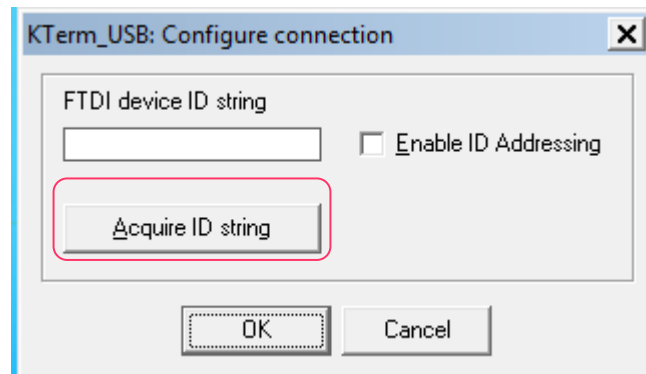 KTerm_USB: Configure connection
FTDI device ID string
Enable ID Addressing
Acquire ID string
OK
Cancel